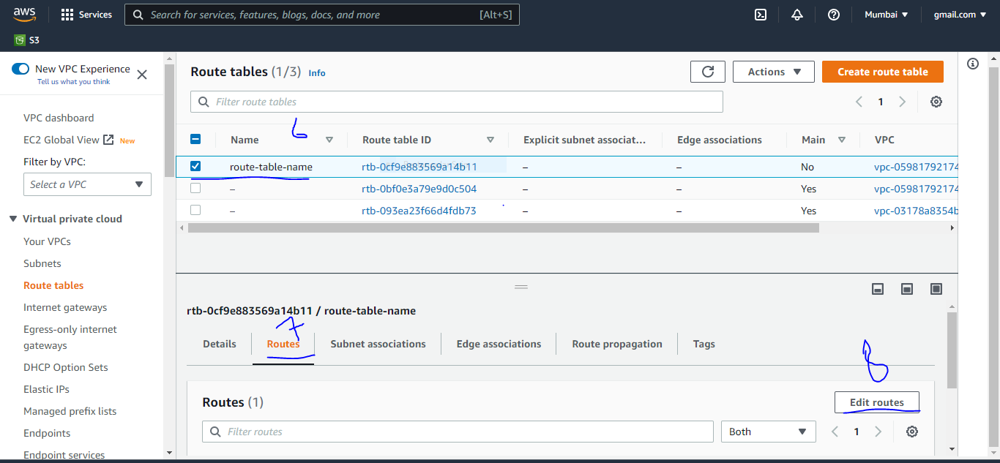 aws Services Search for services, features, blogs, docs, and more [Alt+S] Mumbai ▼ gmail.com ▼
S3
New VPC Experience
Tell us what you think
VPC dashboard
EC2 Global View New
Filter by VPC:
Select a VPC
Virtual private cloud
Your VPCs
Subnets
Route tables
Internet gateways
Egress-only internet
gateways
DHCP Option Sets
Elastic IPs
Managed prefix lists
Endpoints
Endpoint services
Route tables (1/3) Info Actions ▼ Create route table
Filter route tables 1
6
Name Route table ID Explicit subnet associat... Edge associations Main VPC
route-table-name rtb-0cf9e883569a14b11 – – No vpc-05981792174
– rtb-0bf0e3a79e9d0c504 – – Yes vpc-05981792174
– rtb-093ea23f66d4fdb73 – – Yes vpc-03178a8354b
rtb-0cf9e883569a14b11 / route-table-name
7
Details Routes Subnet associations Edge associations Route propagation Tags
8
Routes (1) Edit routes
Filter routes Both 1